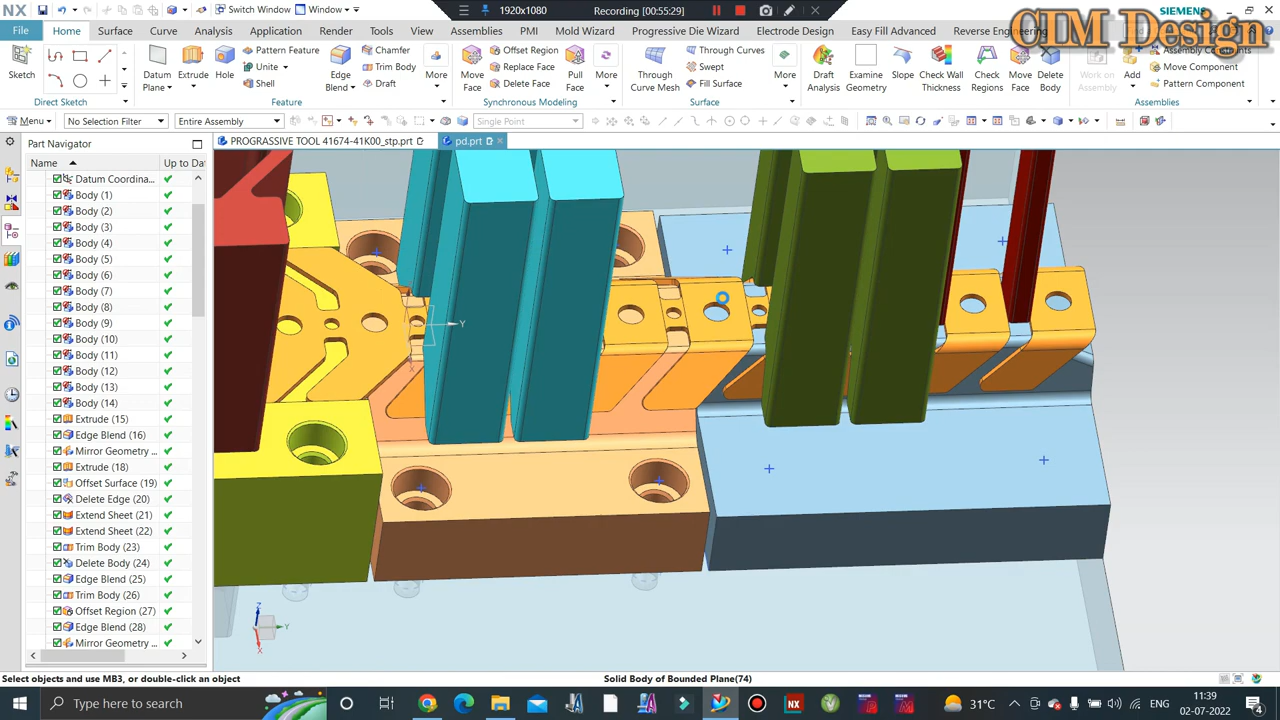 NX Switch Window Window 1920x1080 Recording [00:55:29] SIEMENS
CIM Design
File Home Surface Curve Analysis Application Render Tools View Assemblies PMI Mold Wizard Progressive Die Wizard Electrode Design Easy Fill Advanced Reverse Engineering
Pattern Feature Chamfer Offset Region Through Curves Assembly Constraints
Unite Trim Body Replace Face Swept Move Component
Shell Draft Delete Face Fill Surface Pattern Component
Sketch Datum Plane Extrude Hole Edge Blend More Move Face Pull Face More Through Curve Mesh More Draft Analysis Examine Geometry Slope Check Wall Thickness Check Regions Move Face Delete Body Work on Assembly Add
Direct Sketch Feature Synchronous Modeling Surface Assemblies
Menu No Selection Filter Entire Assembly Single Point
Part Navigator PROGRASSIVE TOOL 41674-41K00_stp.prt pd.prt
Name Up to Da
Datum Coordina...
Body (1)
Body (2)
Body (3)
Body (4)
Body (5)
Body (6)
Body (7)
Body (8)
Body (9)
Body (10)
Body (11)
Body (12)
Body (13)
Body (14)
Extrude (15)
Edge Blend (16)
Mirror Geometry ...
Extrude (18)
Offset Surface (19)
Delete Edge (20)
Extend Sheet (21)
Extend Sheet (22)
Trim Body (23)
Delete Body (24)
Edge Blend (25)
Trim Body (26)
Offset Region (27)
Edge Blend (28)
Mirror Geometry ...
Y
X
Z
Y
X
Select objects and use MB3, or double-click an object Solid Body of Bounded Plane(74)
Type here to search 31°C ENG 11:39
02-07-2022